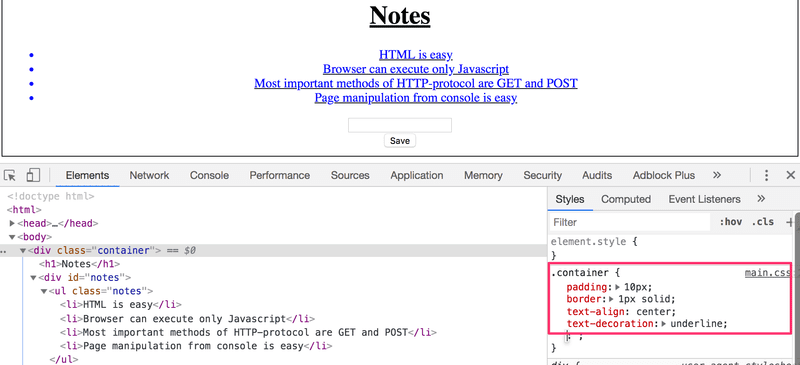 Notes
• HTML is easy
• Browser can execute only Javascript
• Most important methods of HTTP-protocol are GET and POST
• Page manipulation from console is easy
Save
Elements Network Console Performance Sources Application Memory Security Audits Adblock Plus »
<!doctype html>
<html>
▶<head>…</head>
▼<body>
.. ▼<div class="container"> == $0
<h1>Notes</h1>
▼<div id="notes">
▼<ul class="notes">
<li>HTML is easy</li>
<li>Browser can execute only Javascript</li>
<li>Most important methods of HTTP-protocol are GET and POST</li>
<li>Page manipulation from console is easy</li>
</ul>
Styles Computed Event Listeners »
Filter :hov .cls +
element.style {
}
.container { main.css:
padding:▶ 10px;
border:▶ 1px solid;
text-align: center;
text-decoration:▶ underline;
: ;
}